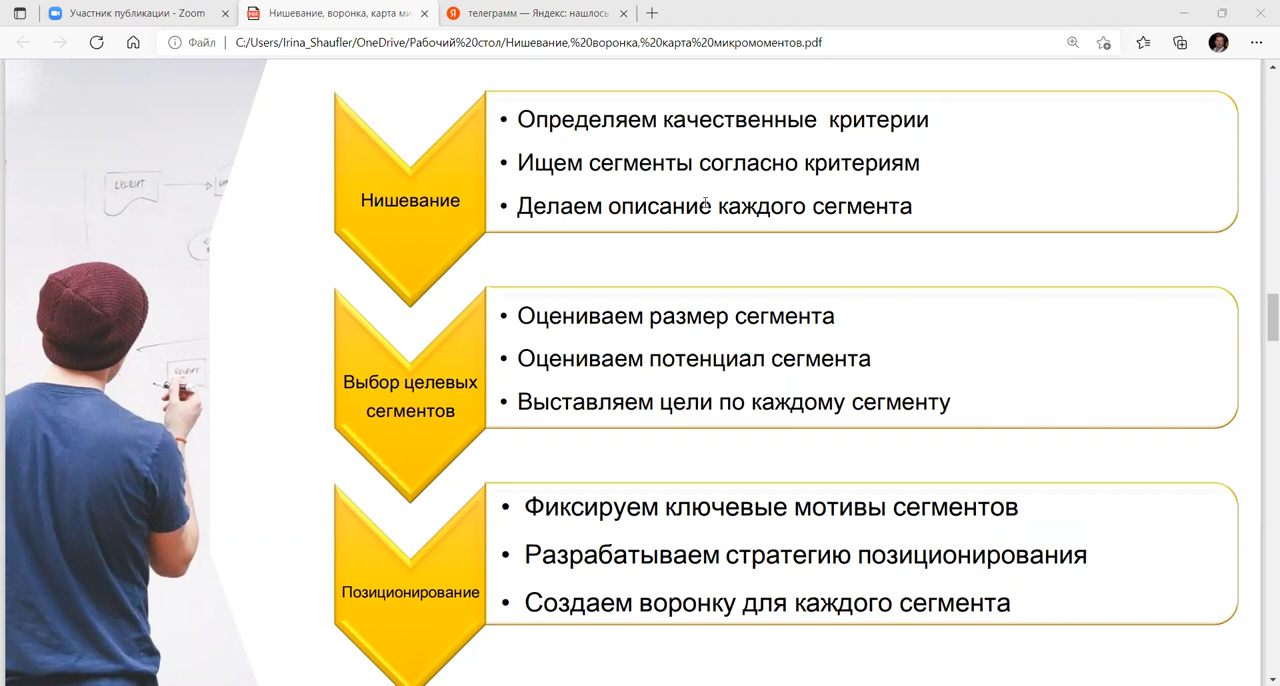 Участник публикации - Zoom
Нишевание, воронка, карта ми
телеграмм — Яндекс: нашлось
Файл
C:/Users/Irina_Shaufler/OneDrive/Рабочий%20стол/Нишевание,%20воронка,%20карта%20микромоментов.pdf
Нишевание
• Определяем качественные критерии
• Ищем сегменты согласно критериям
• Делаем описание каждого сегмента
Выбор целевых
сегментов
• Оцениваем размер сегмента
• Оцениваем потенциал сегмента
• Выставляем цели по каждому сегменту
Позиционирование
• Фиксируем ключевые мотивы сегментов
• Разрабатываем стратегию позиционирования
• Создаем воронку для каждого сегмента